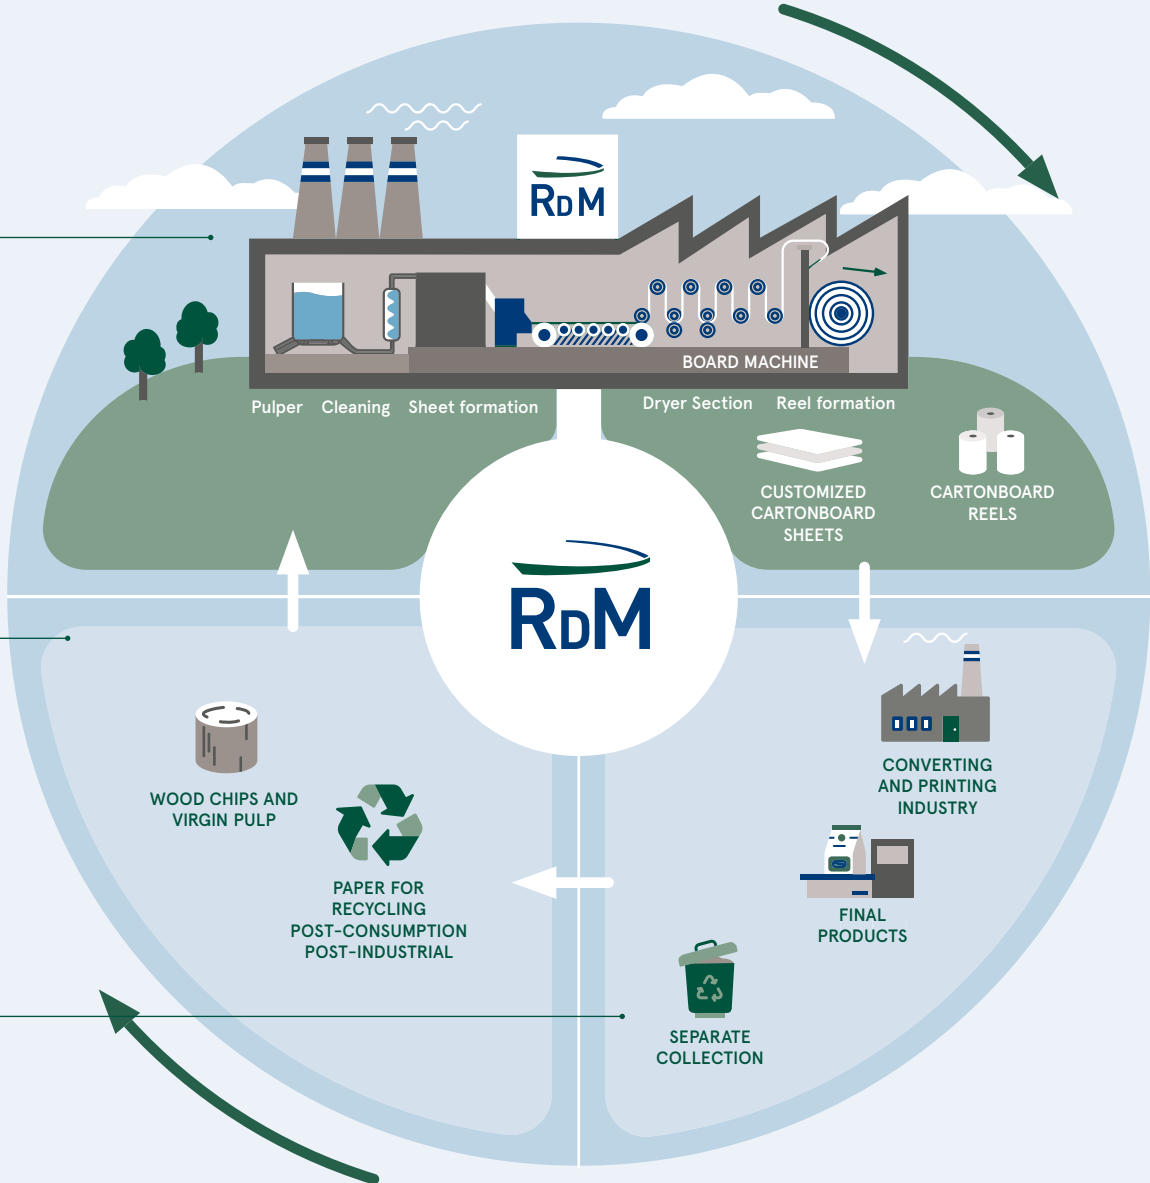 RDM
BOARD MACHINE
Pulper
Cleaning
Sheet formation
Dryer Section
Reel formation
CUSTOMIZED
CARTONBOARD
SHEETS
CARTONBOARD
REELS
RDM
CONVERTING
AND PRINTING
INDUSTRY
WOOD CHIPS AND
VIRGIN PULP
PAPER FOR
RECYCLING
POST-CONSUMPTION
POST-INDUSTRIAL
FINAL
PRODUCTS
SEPARATE
COLLECTION